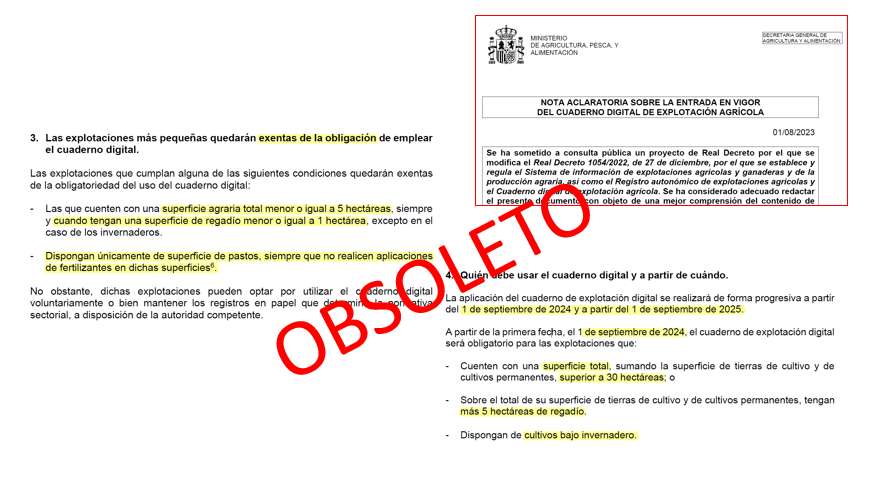 MINISTERIO
DE AGRICULTURA, PESCA, Y
ALIMENTACIÓN
SECRETARIA GENERAL DE
AGRICULTURA Y ALIMENTACIÓN
NOTA ACLARATORIA SOBRE LA ENTRADA EN VIGOR
DEL CUADERNO DIGITAL DE EXPLOTACIÓN AGRÍCOLA
01/08/2023
Se ha sometido a consulta pública un proyecto de Real Decreto por el que se
modifica el Real Decreto 1054/2022, de 27 de diciembre, por el que se establece y
regula el Sistema de información de explotaciones agrícolas y ganaderas y de la
producción agraria, así como el Registro autonómico de explotaciones agrícolas y
el Cuaderno digital de explotación agrícola. Se ha considerado adecuado redactar
el presente documento con objeto de una mejor comprensión del contenido de
3. Las explotaciones más pequeñas quedarán exentas de la obligación de emplear
el cuaderno digital.
Las explotaciones que cumplan alguna de las siguientes condiciones quedarán exentas
de la obligatoriedad del uso del cuaderno digital:
- Las que cuenten con una superficie agraria total menor o igual a 5 hectáreas, siempre
y cuando tengan una superficie de regadío menor o igual a 1 hectárea, excepto en el
caso de los invernaderos.
- Dispongan únicamente de superficie de pastos, siempre que no realicen aplicaciones
de fertilizantes en dichas superficies6.
No obstante, dichas explotaciones pueden optar por utilizar el cuaderno digital
voluntariamente o bien mantener los registros en papel que determine la normativa
sectorial, a disposición de la autoridad competente.
OBSOLETO
4. Quién debe usar el cuaderno digital y a partir de cuándo.
La aplicación del cuaderno de explotación digital se realizará de forma progresiva a partir
del 1 de septiembre de 2024 y a partir del 1 de septiembre de 2025.
A partir de la primera fecha, el 1 de septiembre de 2024, el cuaderno de explotación digital
será obligatorio para las explotaciones que:
- Cuenten con una superficie total, sumando la superficie de tierras de cultivo y de
cultivos permanentes, superior a 30 hectáreas; o
- Sobre el total de su superficie de tierras de cultivo y de cultivos permanentes, tengan
más 5 hectáreas de regadío.
- Dispongan de cultivos bajo invernadero.